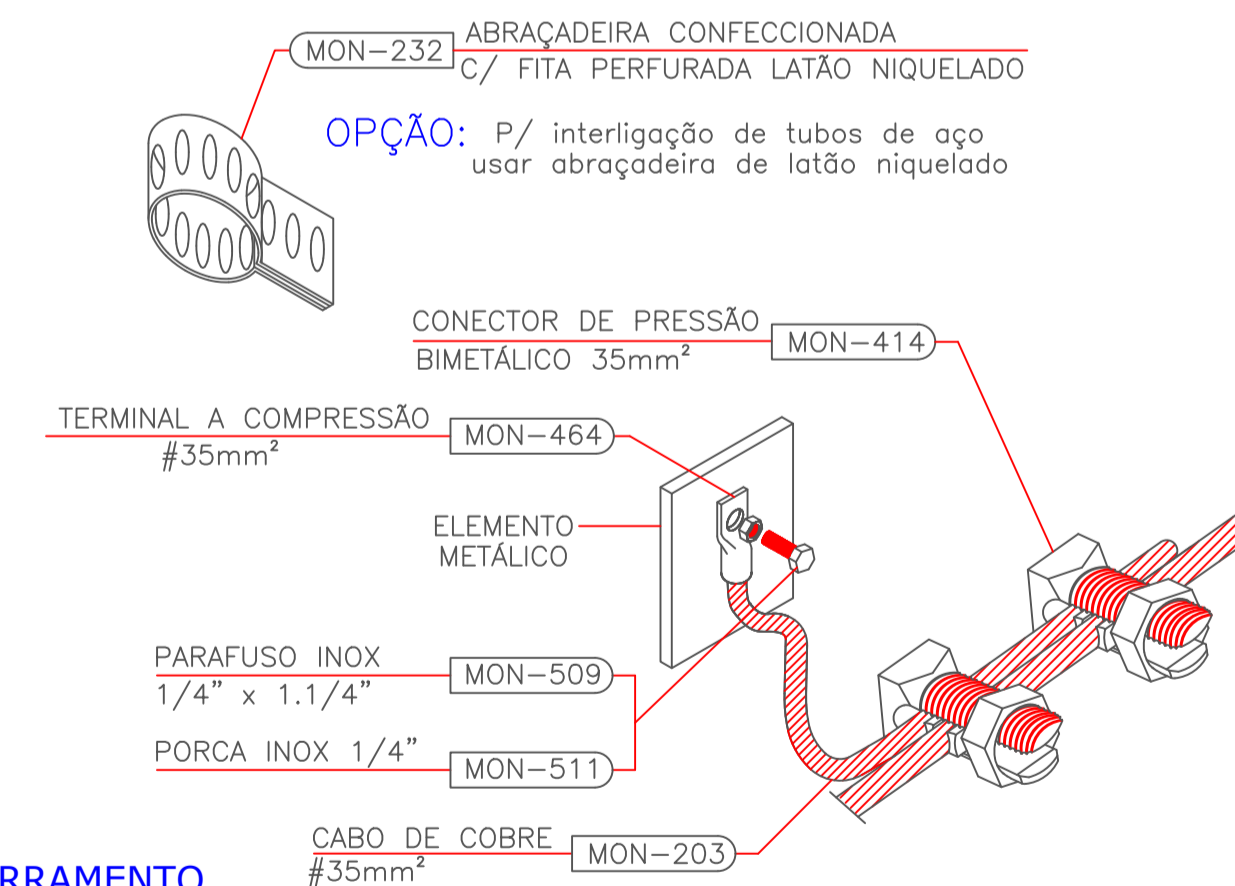 MON-232
ABRAÇADEIRA CONFECCIONADA
C/ FITA PERFURADA LATÃO NIQUELADO
OPÇÃO: P/ interligação de tubos de aço
usar abraçadeira de latão niquelado
CONECTOR DE PRESSÃO
BIMETÁLICO 35mm²
MON-414
TERMINAL A COMPRESSÃO
#35mm²
MON-464
ELEMENTO
METÁLICO
PARAFUSO INOX
1/4" x 1.1/4"
MON-509
PORCA INOX 1/4"
MON-511
CABO DE COBRE
#35mm²
MON-203
RRAMENTO